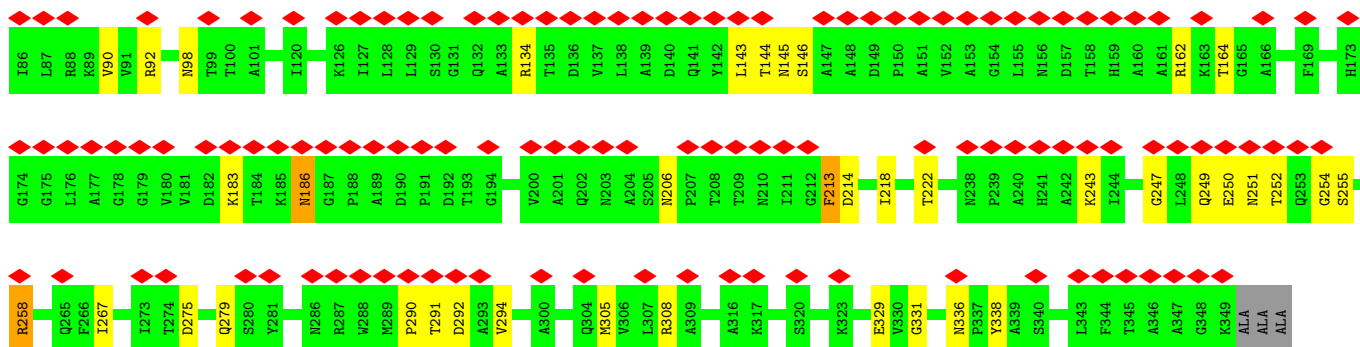 I86 L87 R88 K89 V90 V91 R92 N98 T99 T100 A101 I120 K126 I127 L128 L129 S130 G131 Q132 A133 R134 T135 D136 V137 L138 A139 D140 Q141 Y142 L143 T144 N145 S146 A147 A148 D149 P150 A151 V152 A153 G154 L155 N156 D157 T158 H159 A160 A161 R162 K163 T164 G165 A166 F169 H173
G174 G175 L176 A177 G178 G179 V180 V181 D182 K183 T184 K185 N186 G187 P188 A189 D190 P191 D192 T193 G194 V200 A201 Q202 N203 A204 S205 N206 P207 T208 T209 N210 I211 G212 F213 D214 I218 T222 N238 P239 A240 H241 A242 K243 I244 G247 L248 Q249 E250 N251 T252 Q253 G254 S255
R258 Q265 F266 I267 I273 T274 D275 Q279 S280 Y281 N286 R287 W288 M289 P290 T291 D292 A293 V294 A300 Q304 M305 V306 L307 R308 A309 A316 K317 S320 K323 E329 V330 G331 N336 P337 Y338 A339 S340 L343 F344 T345 A346 A347 G348 K349 ALA ALA ALA